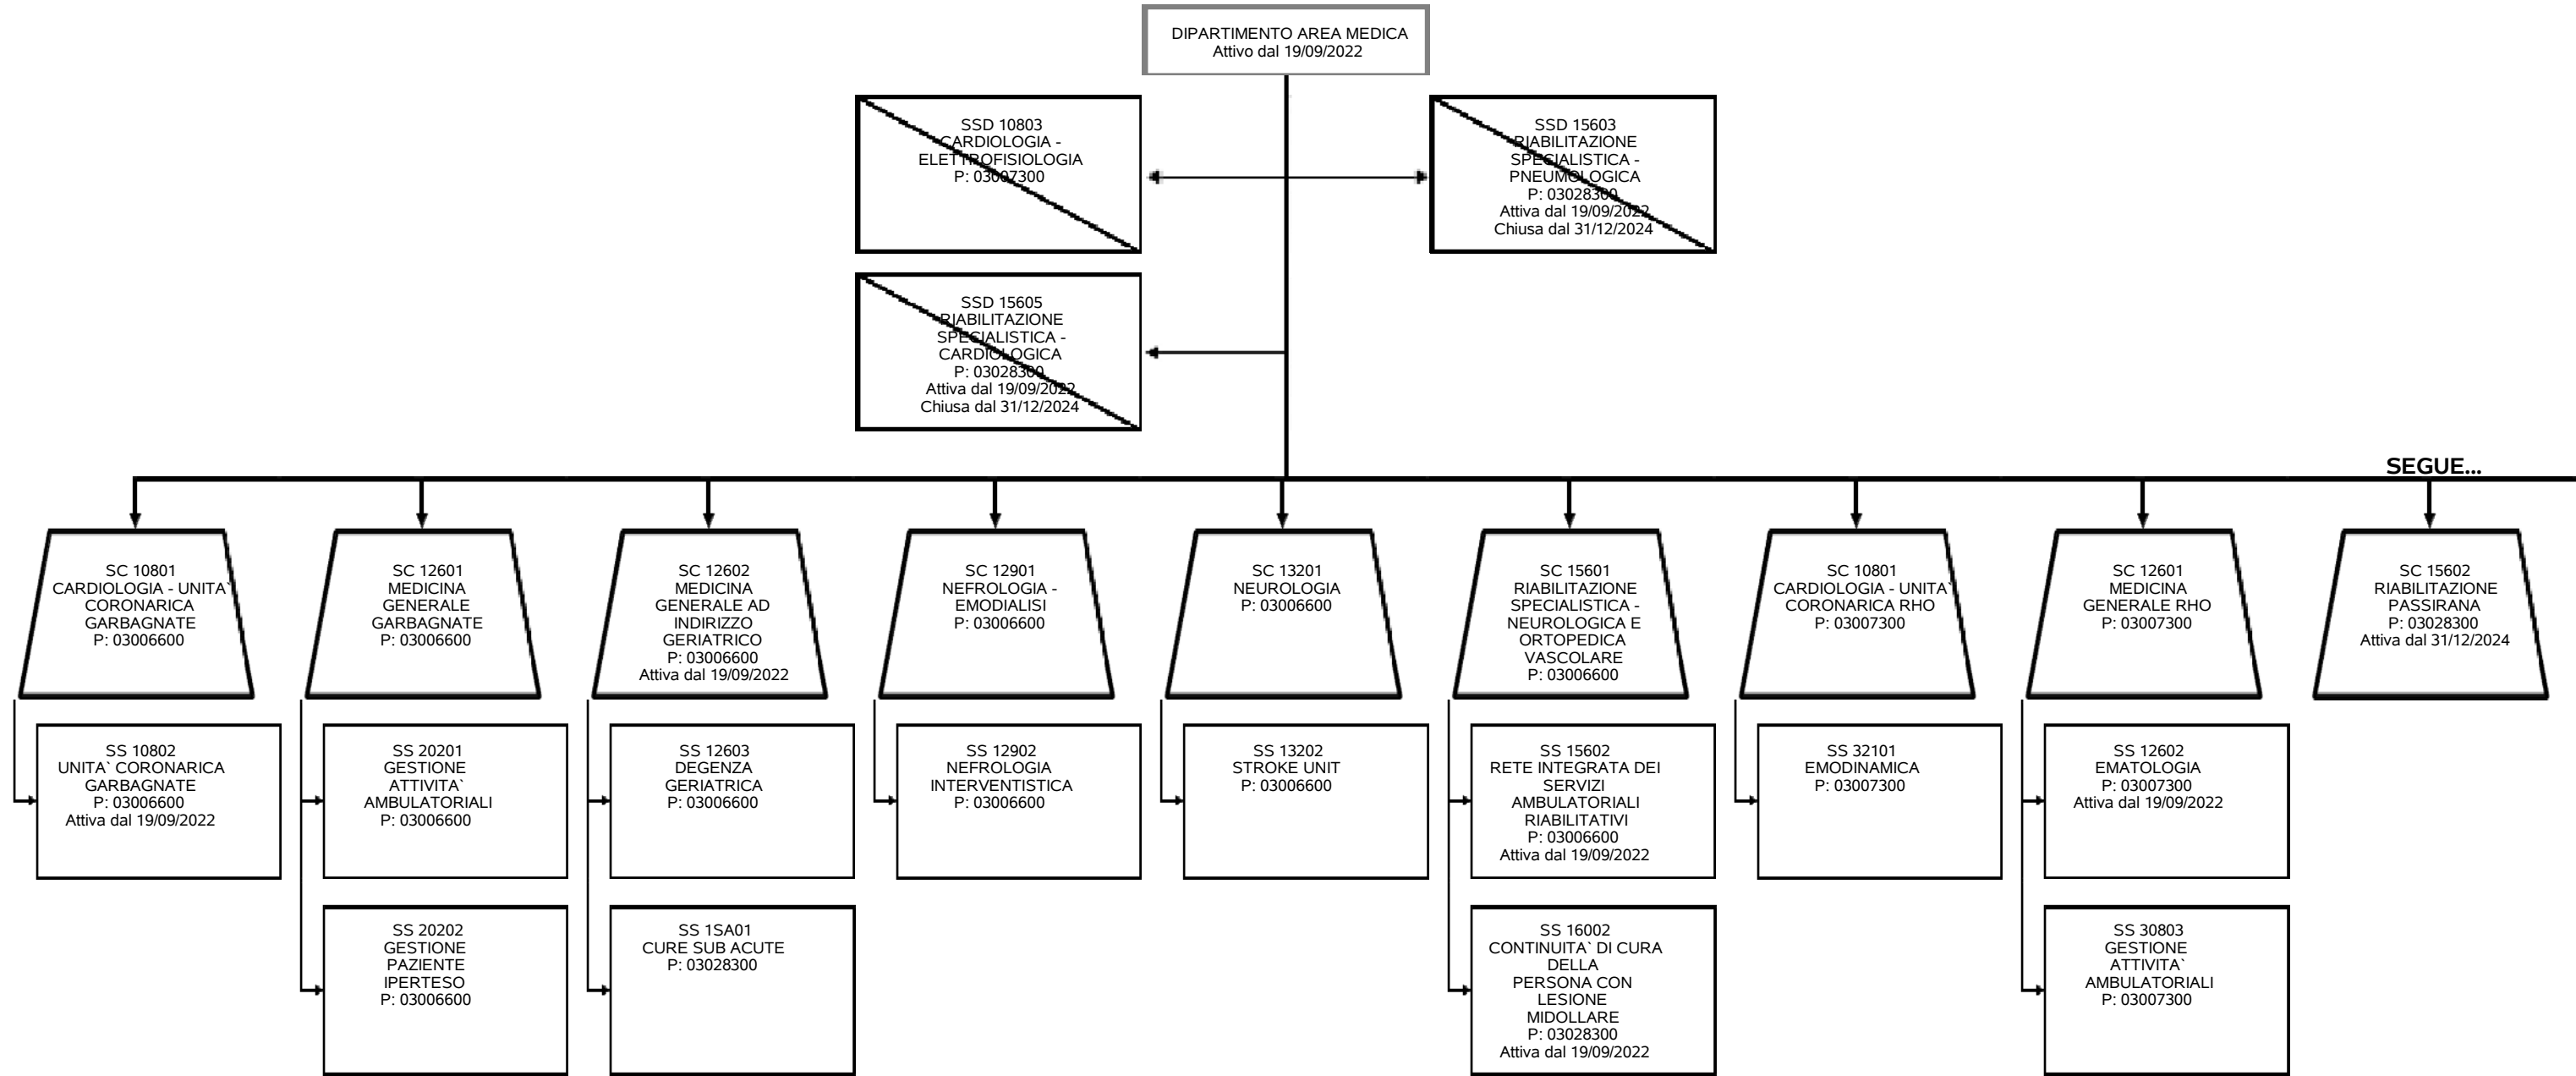 DIPARTIMENTO AREA MEDICA
Attivo dal 19/09/2022
SSD 10803
CARDIOLOGIA -
ELETTROFISIOLOGIA
P: 03007300
SSD 15603
RIABILITAZIONE
SPECIALISTICA -
PNEUMOLOGICA
P: 03028300
Attiva dal 19/09/2022
Chiusa dal 31/12/2024
SSD 15605
RIABILITAZIONE
SPECIALISTICA -
CARDIOLOGICA
P: 03028300
Attiva dal 19/09/2022
Chiusa dal 31/12/2024
SEGUE...
SC 10801
CARDIOLOGIA - UNITA`
CORONARICA
GARBAGNATE
P: 03006600
SC 12601
MEDICINA
GENERALE
GARBAGNATE
P: 03006600
SC 12602
MEDICINA
GENERALE AD
INDIRIZZO
GERIATRICO
P: 03006600
Attiva dal 19/09/2022
SC 12901
NEFROLOGIA -
EMODIALISI
P: 03006600
SC 13201
NEUROLOGIA
P: 03006600
SC 15601
RIABILITAZIONE
SPECIALISTICA -
NEUROLOGICA E
ORTOPEDICA
VASCOLARE
P: 03006600
SC 10801
CARDIOLOGIA - UNITA`
CORONARICA RHO
P: 03007300
SC 12601
MEDICINA
GENERALE RHO
P: 03007300
SC 15602
RIABILITAZIONE
PASSIRANA
P: 03028300
Attiva dal 31/12/2024
SS 10802
UNITA` CORONARICA
GARBAGNATE
P: 03006600
Attiva dal 19/09/2022
SS 20201
GESTIONE
ATTIVITA`
AMBULATORIALI
P: 03006600
SS 12603
DEGENZA
GERIATRICA
P: 03006600
SS 12902
NEFROLOGIA
INTERVENTISTICA
P: 03006600
SS 13202
STROKE UNIT
P: 03006600
SS 15602
RETE INTEGRATA DEI
SERVIZI
AMBULATORIALI
RIABILITATIVI
P: 03006600
Attiva dal 19/09/2022
SS 32101
EMODINAMICA
P: 03007300
SS 12602
EMATOLOGIA
P: 03007300
Attiva dal 19/09/2022
SS 20202
GESTIONE
PAZIENTE
IPERTESO
P: 03006600
SS 1SA01
CURE SUB ACUTE
P: 03028300
SS 16002
CONTINUITA` DI CURA
DELLA
PERSONA CON
LESIONE
MIDOLLARE
P: 03028300
Attiva dal 19/09/2022
SS 30803
GESTIONE
ATTIVITA`
AMBULATORIALI
P: 03007300